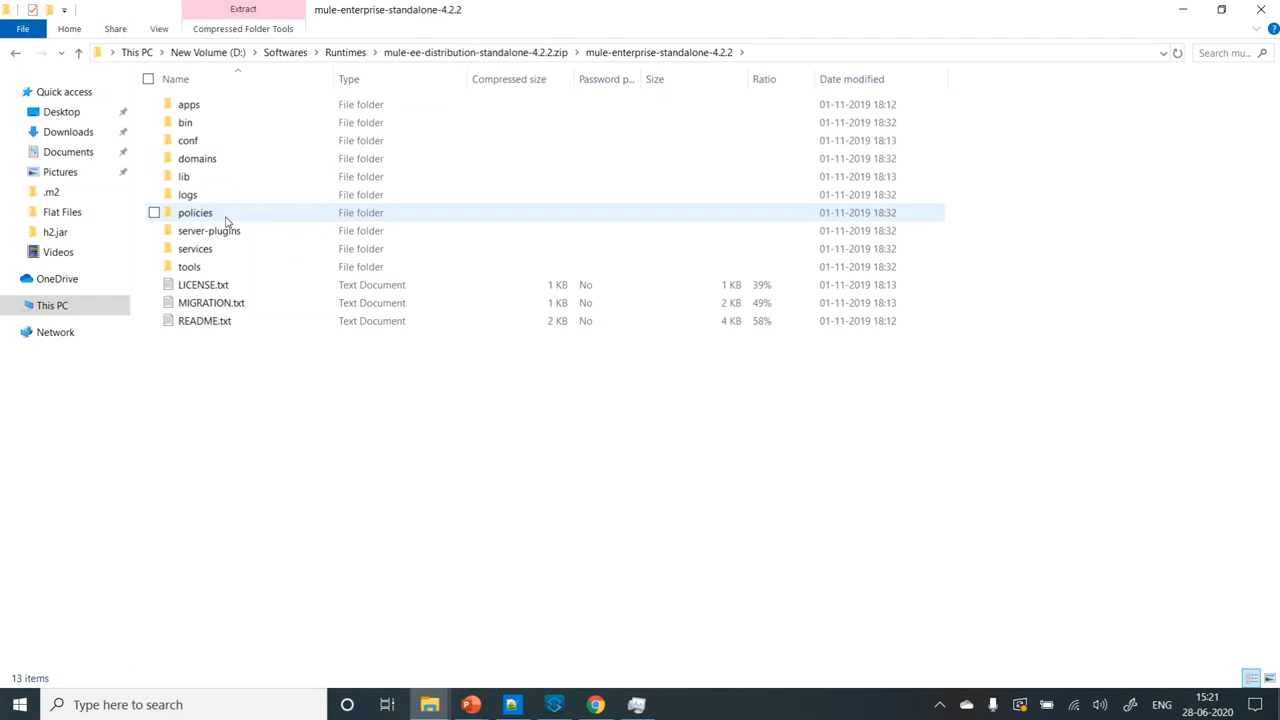 Extract
mule-enterprise-standalone-4.2.2
File Home Share View Compressed Folder Tools
This PC New Volume (D:) Softwares Runtimes mule-ee-distribution-standalone-4.2.2.zip mule-enterprise-standalone-4.2.2 Search mu...
Name Type Compressed size Password p... Size Ratio Date modified
Quick access
Desktop
Downloads
Documents
Pictures
.m2
Flat Files
h2.jar
Videos
OneDrive
This PC
Network
apps File folder 01-11-2019 18:12
bin File folder 01-11-2019 18:32
conf File folder 01-11-2019 18:13
domains File folder 01-11-2019 18:32
lib File folder 01-11-2019 18:13
logs File folder 01-11-2019 18:32
policies File folder 01-11-2019 18:32
server-plugins File folder 01-11-2019 18:32
services File folder 01-11-2019 18:32
tools File folder 01-11-2019 18:32
LICENSE.txt Text Document 1 KB No 1 KB 39% 01-11-2019 18:13
MIGRATION.txt Text Document 1 KB No 2 KB 49% 01-11-2019 18:13
README.txt Text Document 2 KB No 4 KB 58% 01-11-2019 18:12
13 items
Type here to search
ENG
15:21
28-06-2020